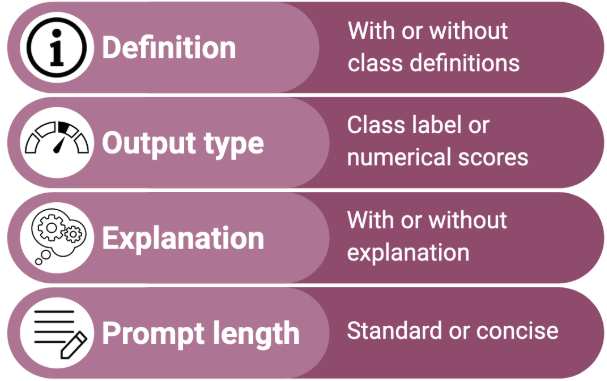 Definition
With or without
class definitions
Output type
Class label or
numerical scores
Explanation
With or without
explanation
Prompt length
Standard or concise